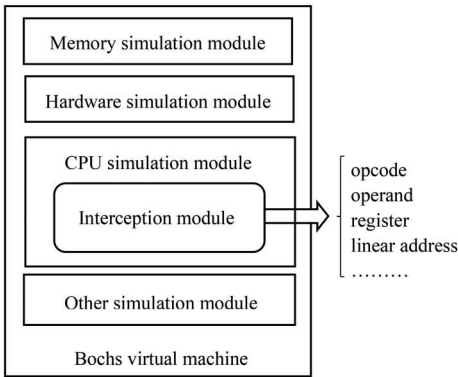 Memory simulation module
Hardware simulation module
CPU simulation module
Interception module
opcode
operand
register
linear address
………
Other simulation module
Bochs virtual machine